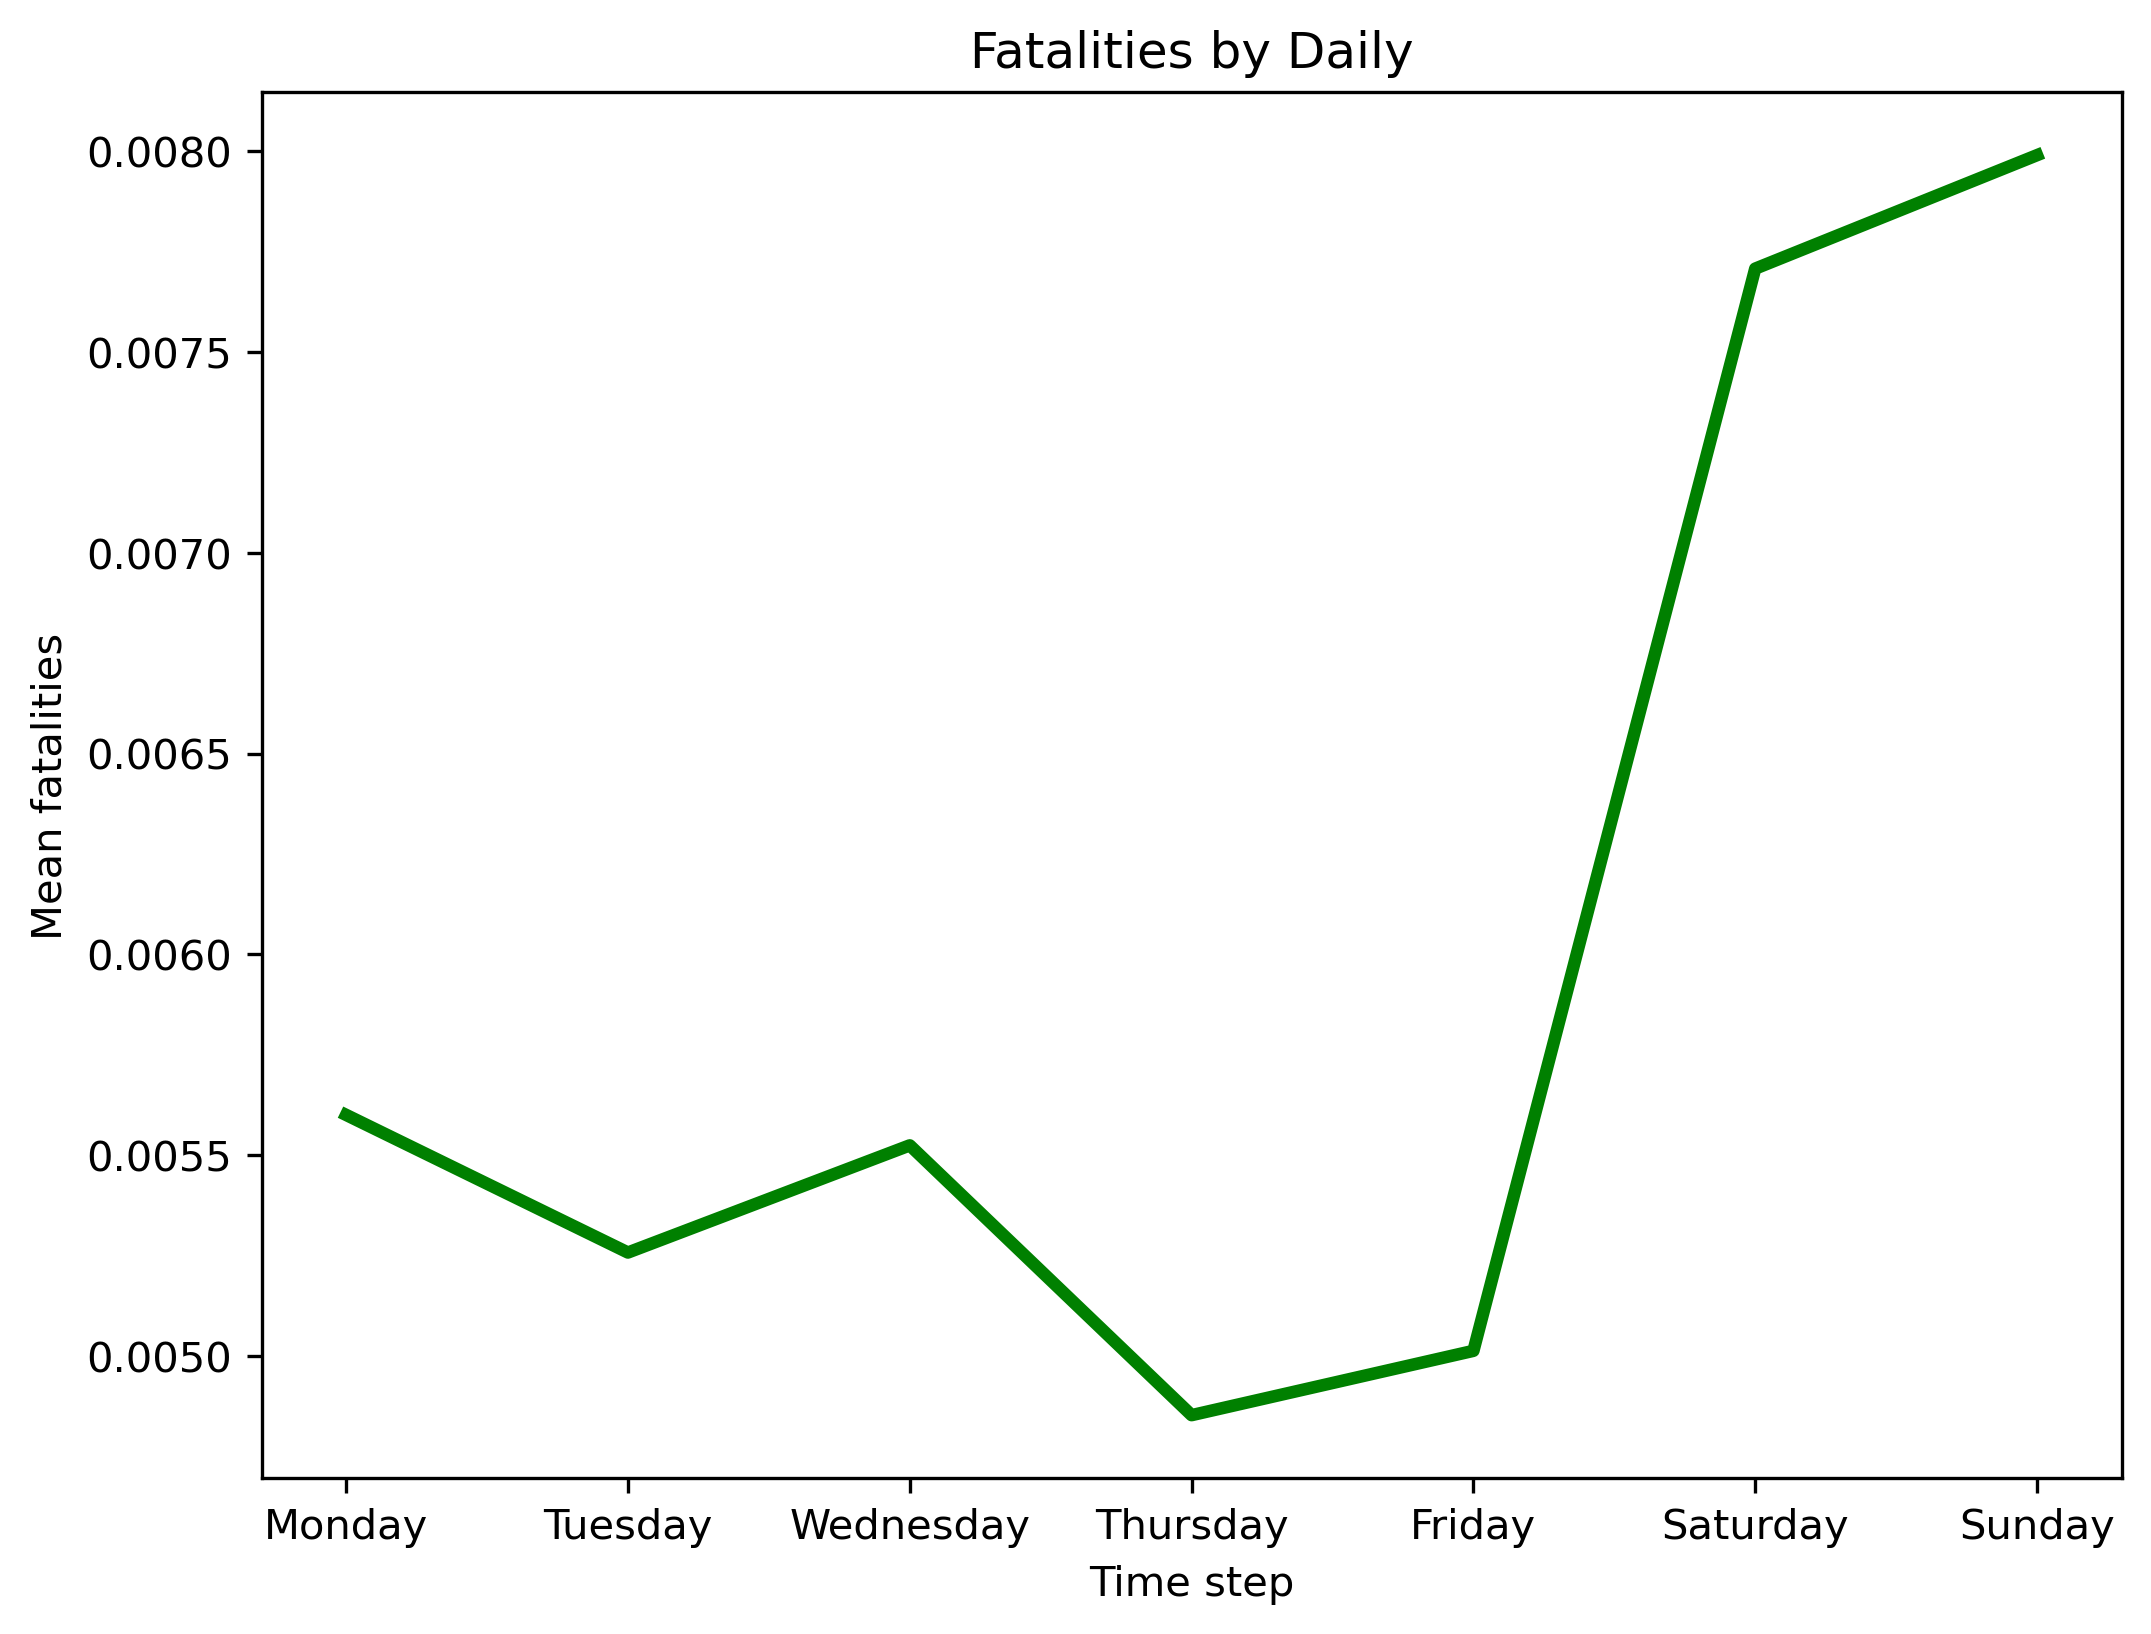 Fatalities by Daily
Mean fatalities
0.0080
0.0075
0.0070
0.0065
0.0060
0.0055
0.0050
Monday Tuesday Wednesday Thursday Friday Saturday Sunday
Time step